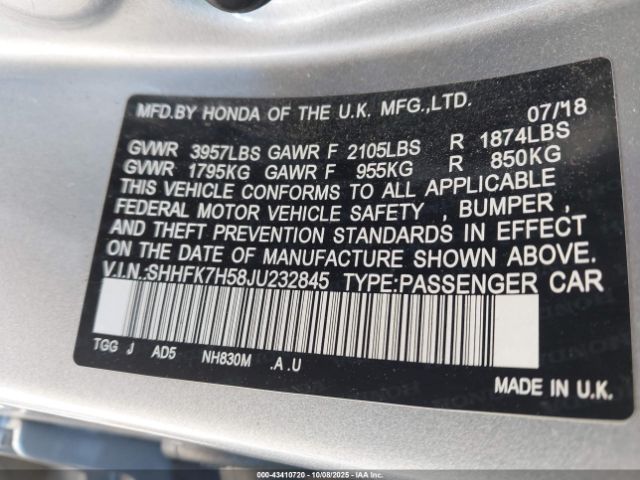 MFD.BY HONDA OF THE U.K. MFG.,LTD. 07/18
GVWR 3957LBS GAWR F 2105LBS R 1874LBS
GVWR 1795KG GAWR F 955KG R 850KG
THIS VEHICLE CONFORMS TO ALL APPLICABLE
FEDERAL MOTOR VEHICLE SAFETY , BUMPER ,
AND THEFT PREVENTION STANDARDS IN EFFECT
ON THE DATE OF MANUFACTURE SHOWN ABOVE.
V.I.N.:SHHFK7H58JU232845 TYPE:PASSENGER CAR
TGG J AD5 NH830M .A .U
MADE IN U.K.
000-43410720 | 10/08/2025 | IAA, Inc.